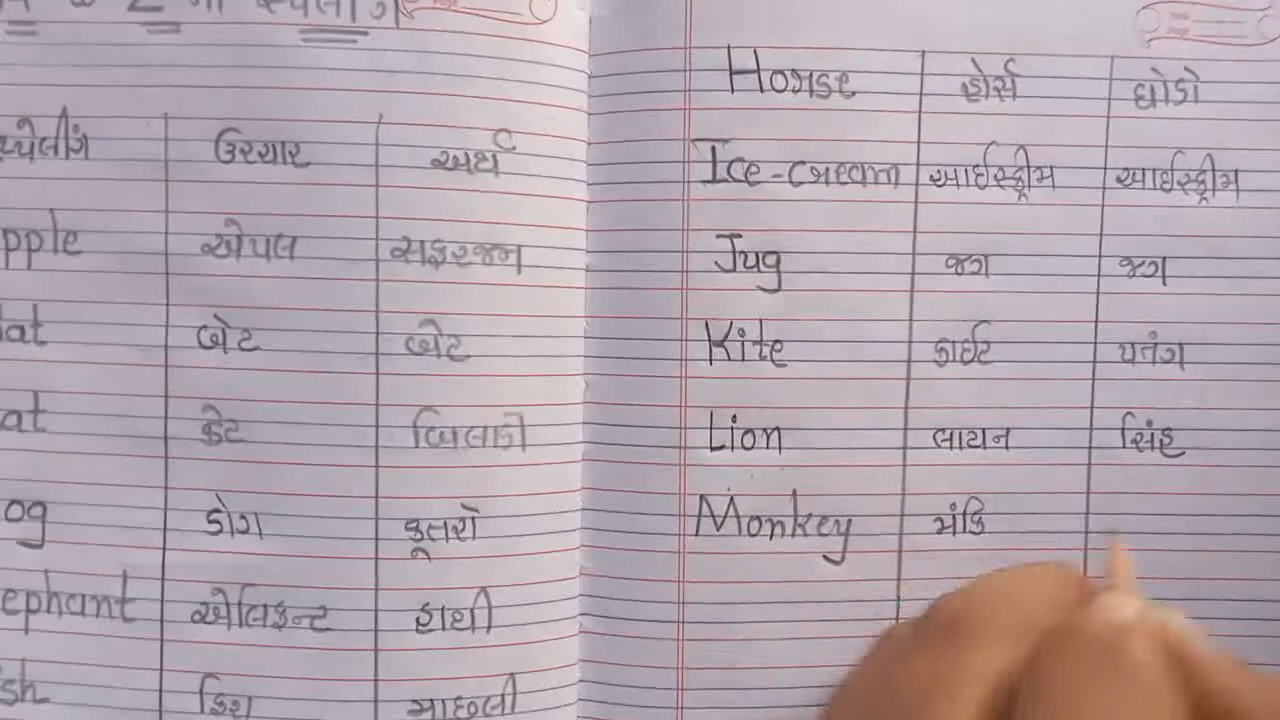 Z ની સ્પેલીંગ
સ્પેલીંગ ઉચ્ચાર અર્થ
pple એપલ સફરજન
at બેટ બેટ
at કેટ બિલાડી
og ડોગ કૂતરો
ephant એલિફન્ટ હાથી
sh ફિશ માછલી
Horse હોર્સ ઘોડો
Ice-cream આઈસ્ક્રીમ આઈસ્ક્રીમ
Jug જગ જગ
Kite કાઈટ પતંગ
Lion લાયન સિંહ
Monkey મંકિ